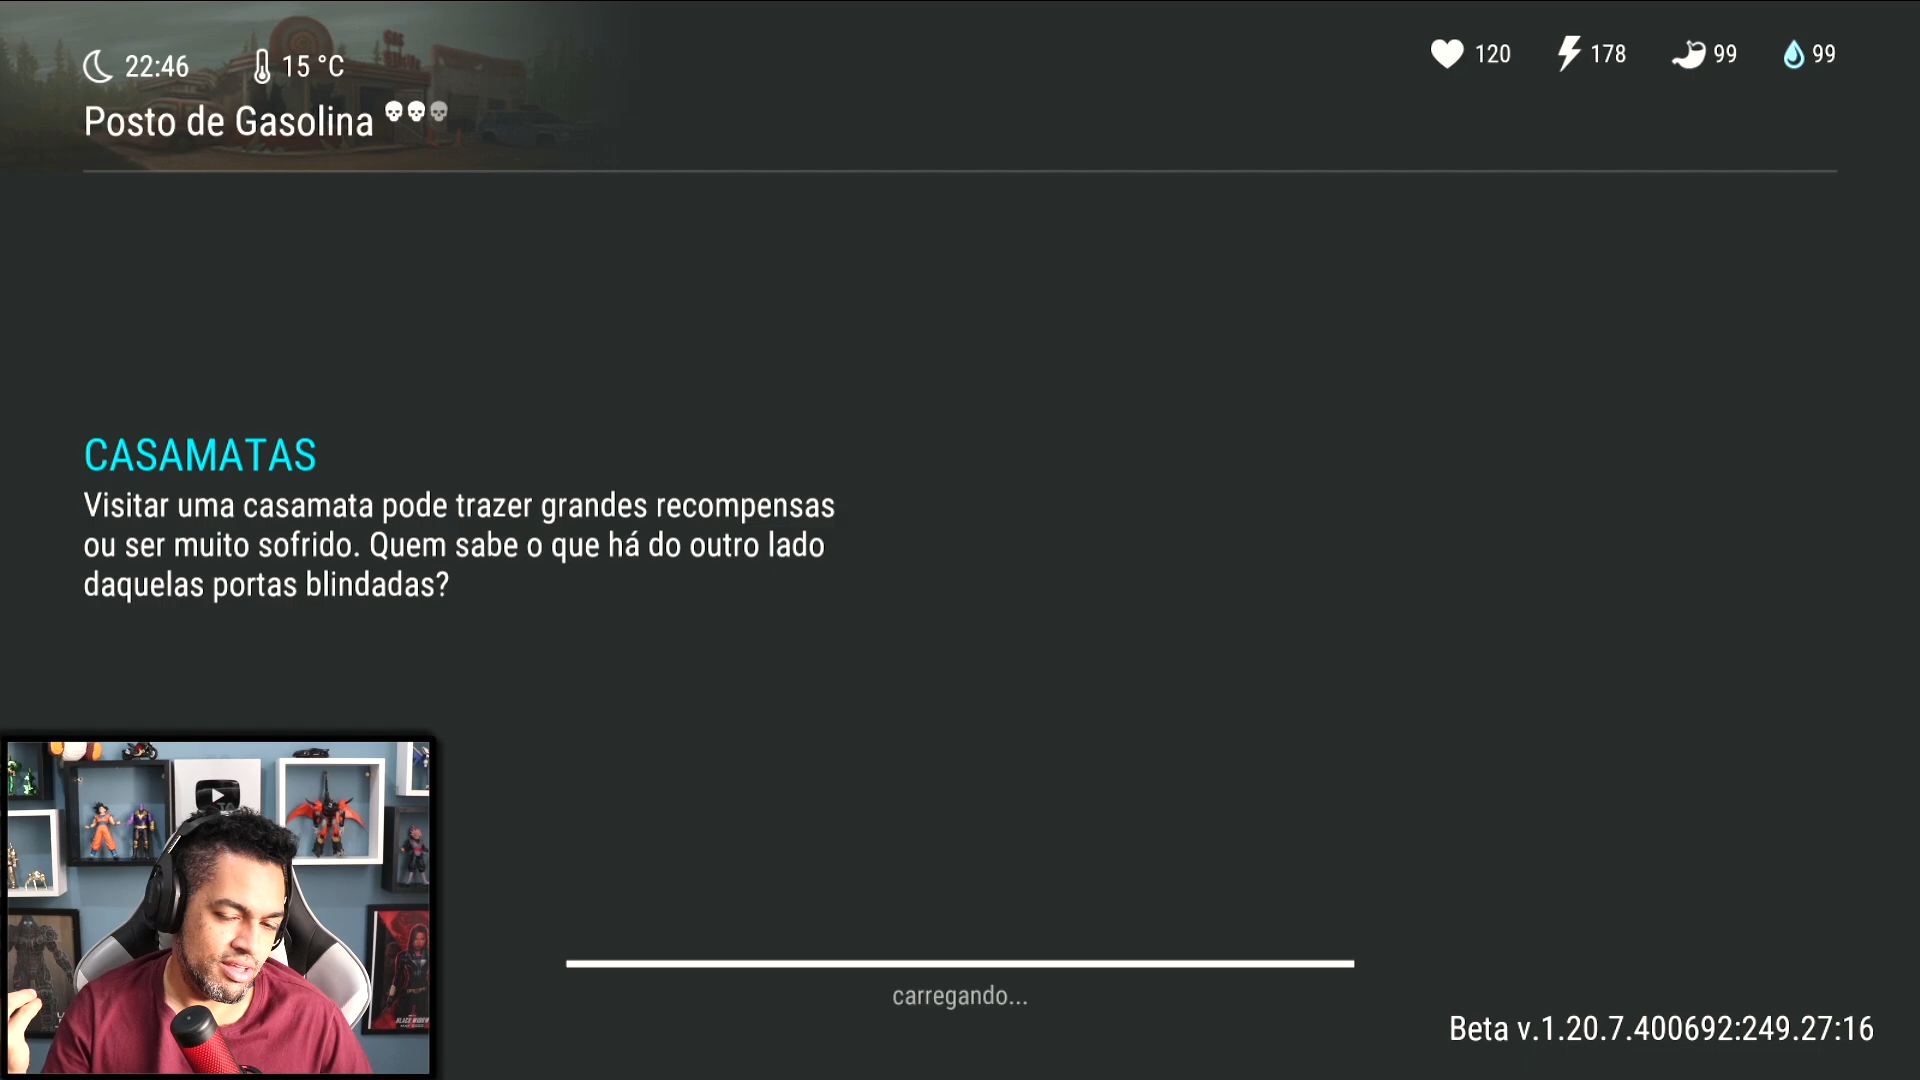 22:46
15 °C
120
178
99
99
Posto de Gasolina
CASAMATAS
Visitar uma casamata pode trazer grandes recompensas
ou ser muito sofrido. Quem sabe o que há do outro lado
daquelas portas blindadas?
BLACK WIDOW
carregando...
Beta v.1.20.7.400692:249.27:16